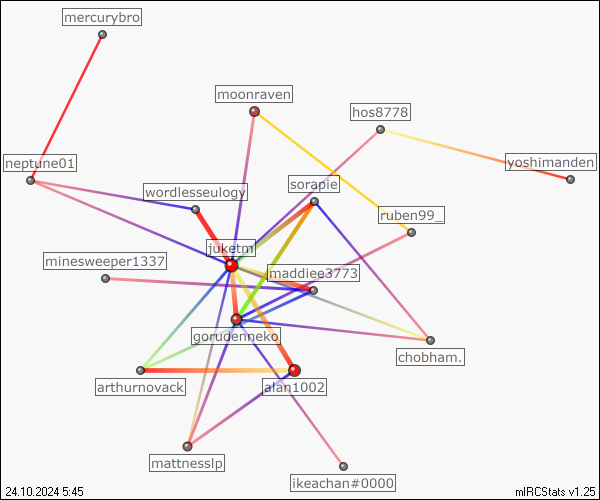 mercurybro
moonraven
hos8778
neptune01
yoshimanden
wordlesseulogy
sorapie
ruben99_
juketm
minesweeper1337
maddiee3773
gorudenneko
chobham.
arthurnovack
alan1002
mattnesslp
ikeachan#0000
24.10.2024 5:45
mIRCStats v1.25